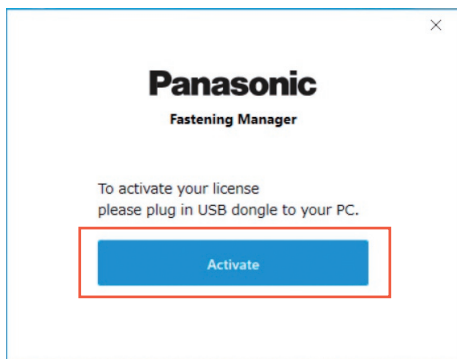 Panasonic
Fastening Manager
To activate your license
please plug in USB dongle to your PC.
Activate